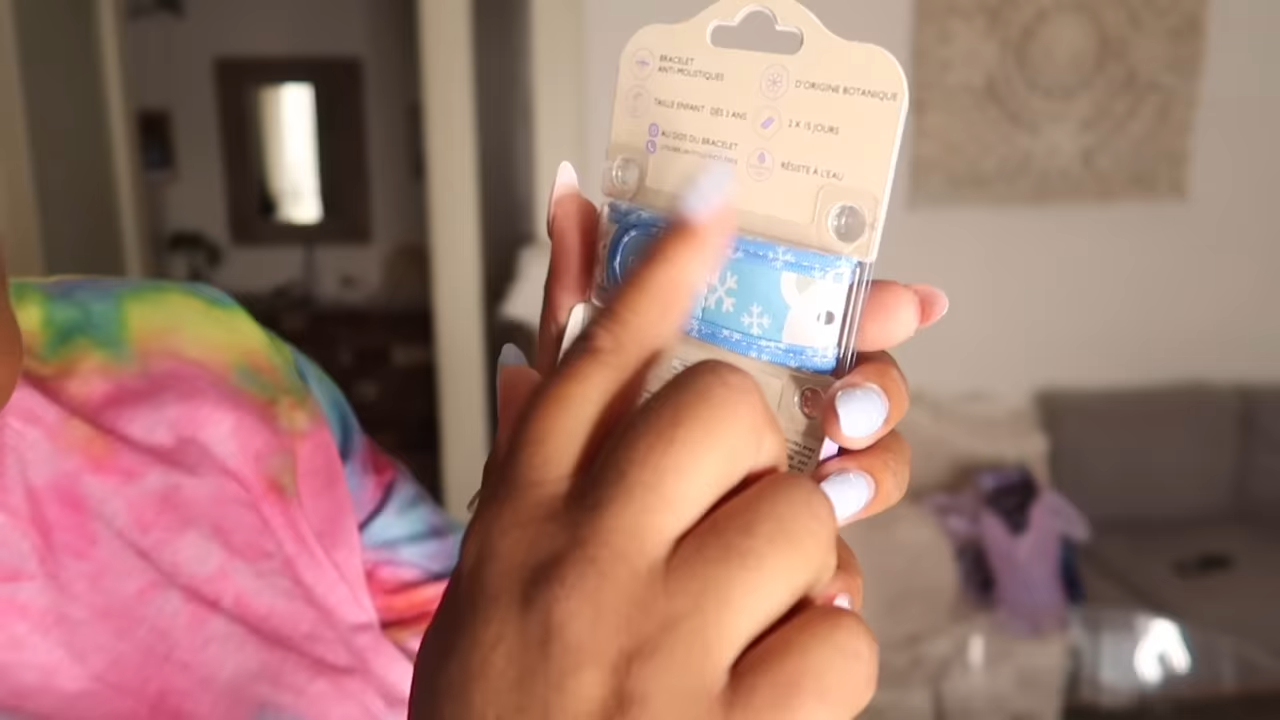 BRACELET
ANTI-MOUSTIQUES
D'ORIGINE BOTANIQUE
TAILLE ENFANT · DÈS 3 ANS
2 X 15 JOURS
AU DOS DU BRACELET
RÉSISTE À L'EAU